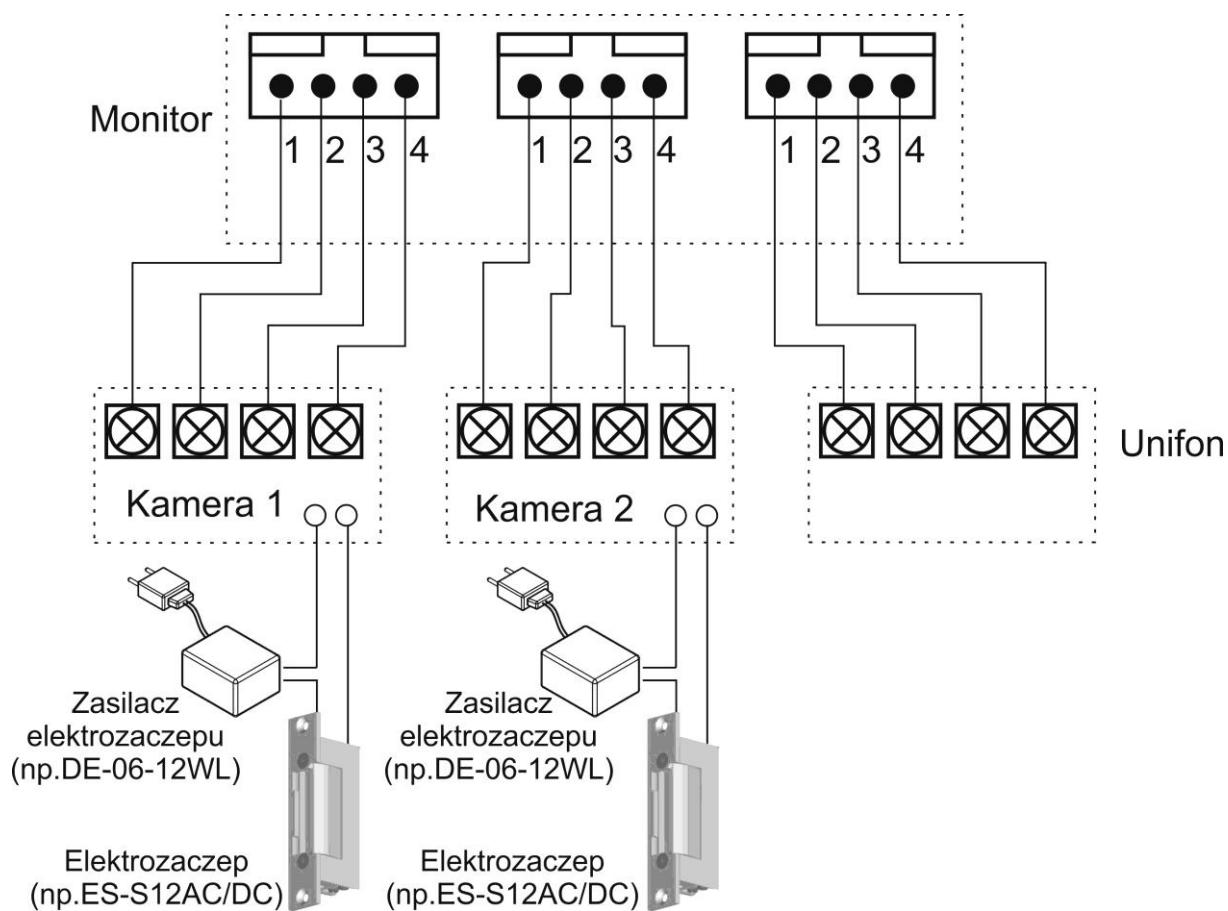 Monitor
1 2 3 4
1 2 3 4
1 2 3 4
Kamera 1
Kamera 2
Unifon
Zasilacz
elektrozaczepu
(np.DE-06-12WL)
Zasilacz
elektrozaczepu
(np.DE-06-12WL)
Elektrozaczep
(np.ES-S12AC/DC)
Elektrozaczep
(np.ES-S12AC/DC)